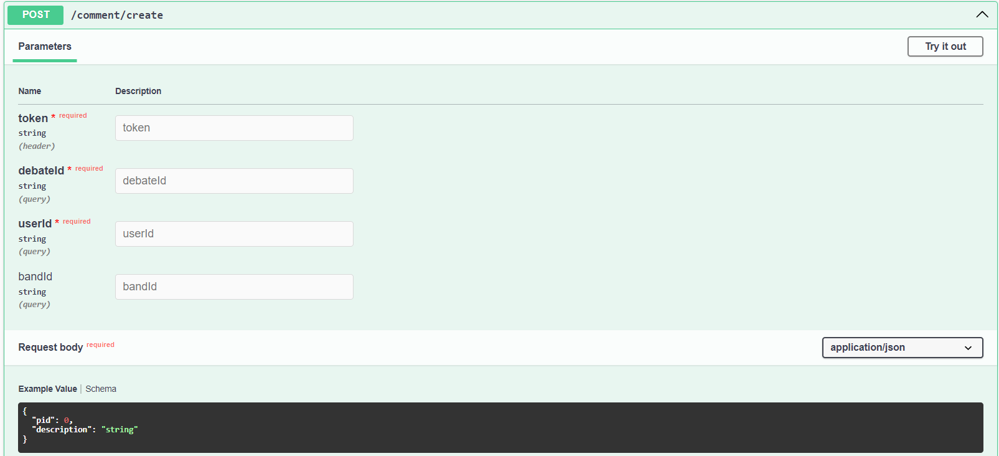 POST /comment/create
Parameters
Try it out
Name Description
token * required
string
(header)
token
debateId * required
string
(query)
debateId
userId * required
string
(query)
userId
bandId
string
(query)
bandId
Request body required
application/json
Example Value | Schema
{
  "pid": 0,
  "description": "string"
}